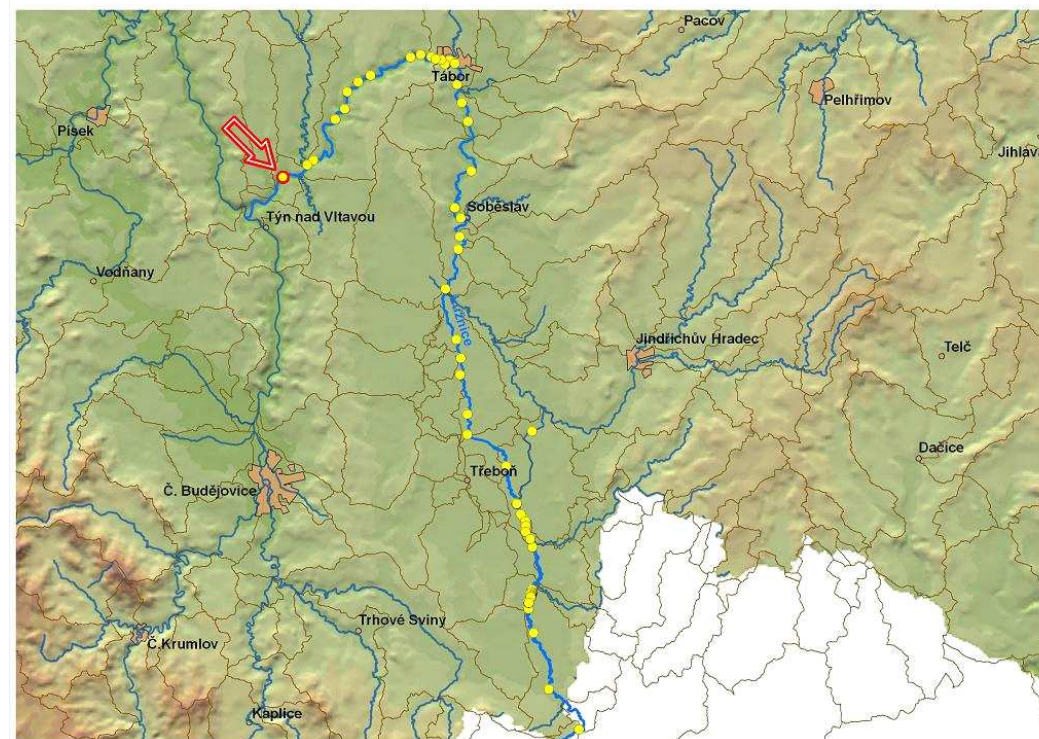 Pacov
Tábor
Pelhřimov
Písek
Jihlava
Soběslav
Týn nad Vltavou
Vodňany
Jindřichův Hradec
Telč
Dačice
Třeboň
Č. Budějovice
Trhové Sviny
Č.Krumlov
Kaplice